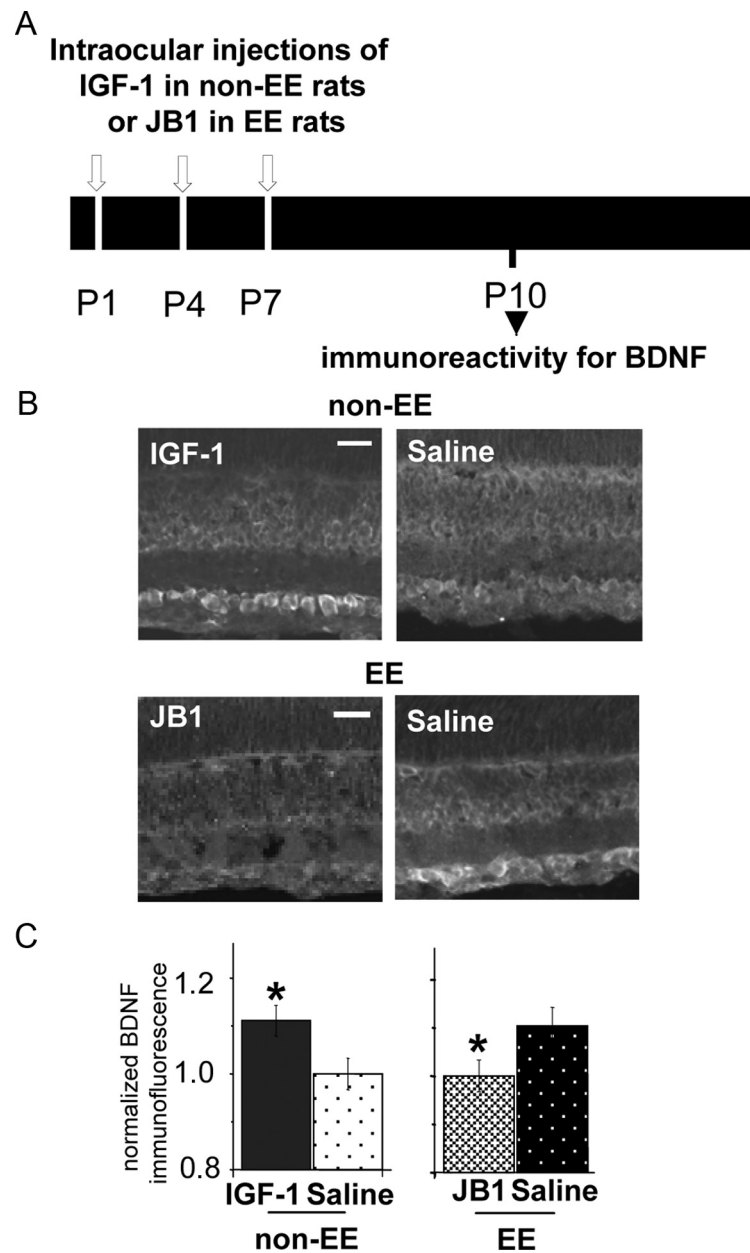 A
Intraocular injections of
IGF-1 in non-EE rats
or JB1 in EE rats
P1 P4 P7 P10
immunoreactivity for BDNF
B
non-EE
IGF-1 Saline
EE
JB1 Saline
C
normalized BDNF
immunofluorescence
1.2
1.0
0.8
*
*
IGF-1 Saline JB1 Saline
non-EE EE